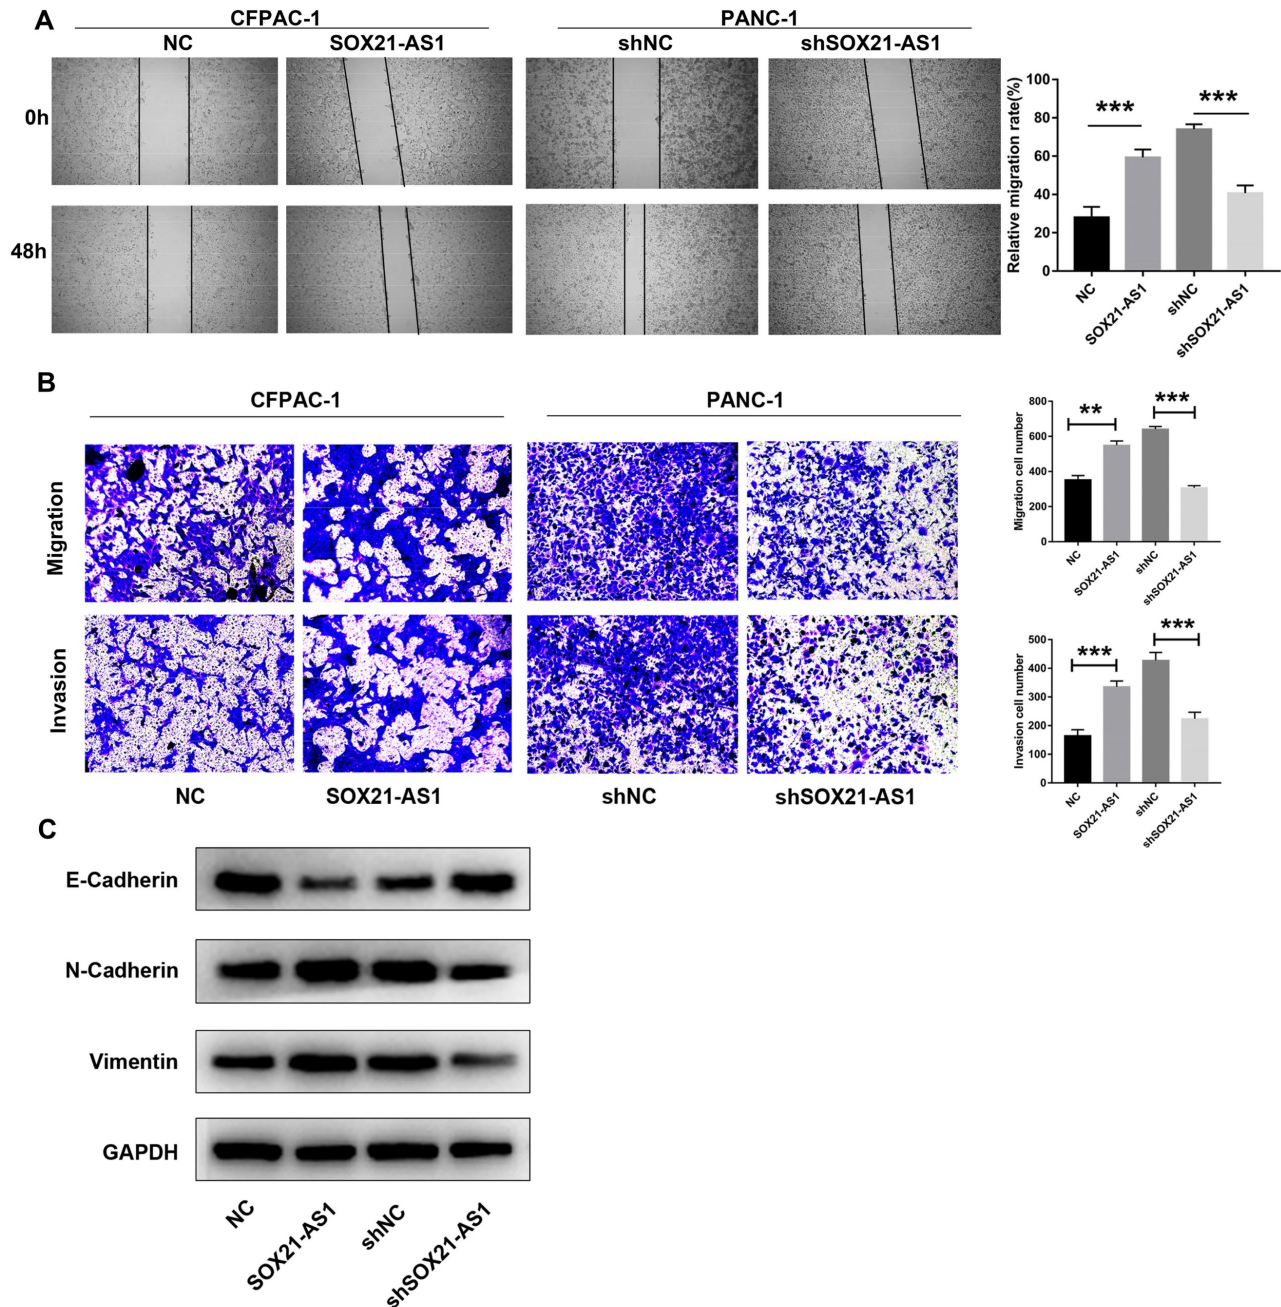 A
CFPAC-1
PANC-1
NC
SOX21-AS1
shNC
shSOX21-AS1
0h
48h
Relative migration rate(%)
100
80
60
40
20
0
***
***
NC
SOX21-AS1
shNC
shSOX21-AS1
B
CFPAC-1
PANC-1
Migration
Invasion
NC
SOX21-AS1
shNC
shSOX21-AS1
Migration cell number
800
600
400
200
0
**
***
NC
SOX21-AS1
shNC
shSOX21-AS1
Invasion cell number
500
400
300
200
100
0
***
***
NC
SOX21-AS1
shNC
shSOX21-AS1
C
E-Cadherin
N-Cadherin
Vimentin
GAPDH
NC
SOX21-AS1
shNC
shSOX21-AS1